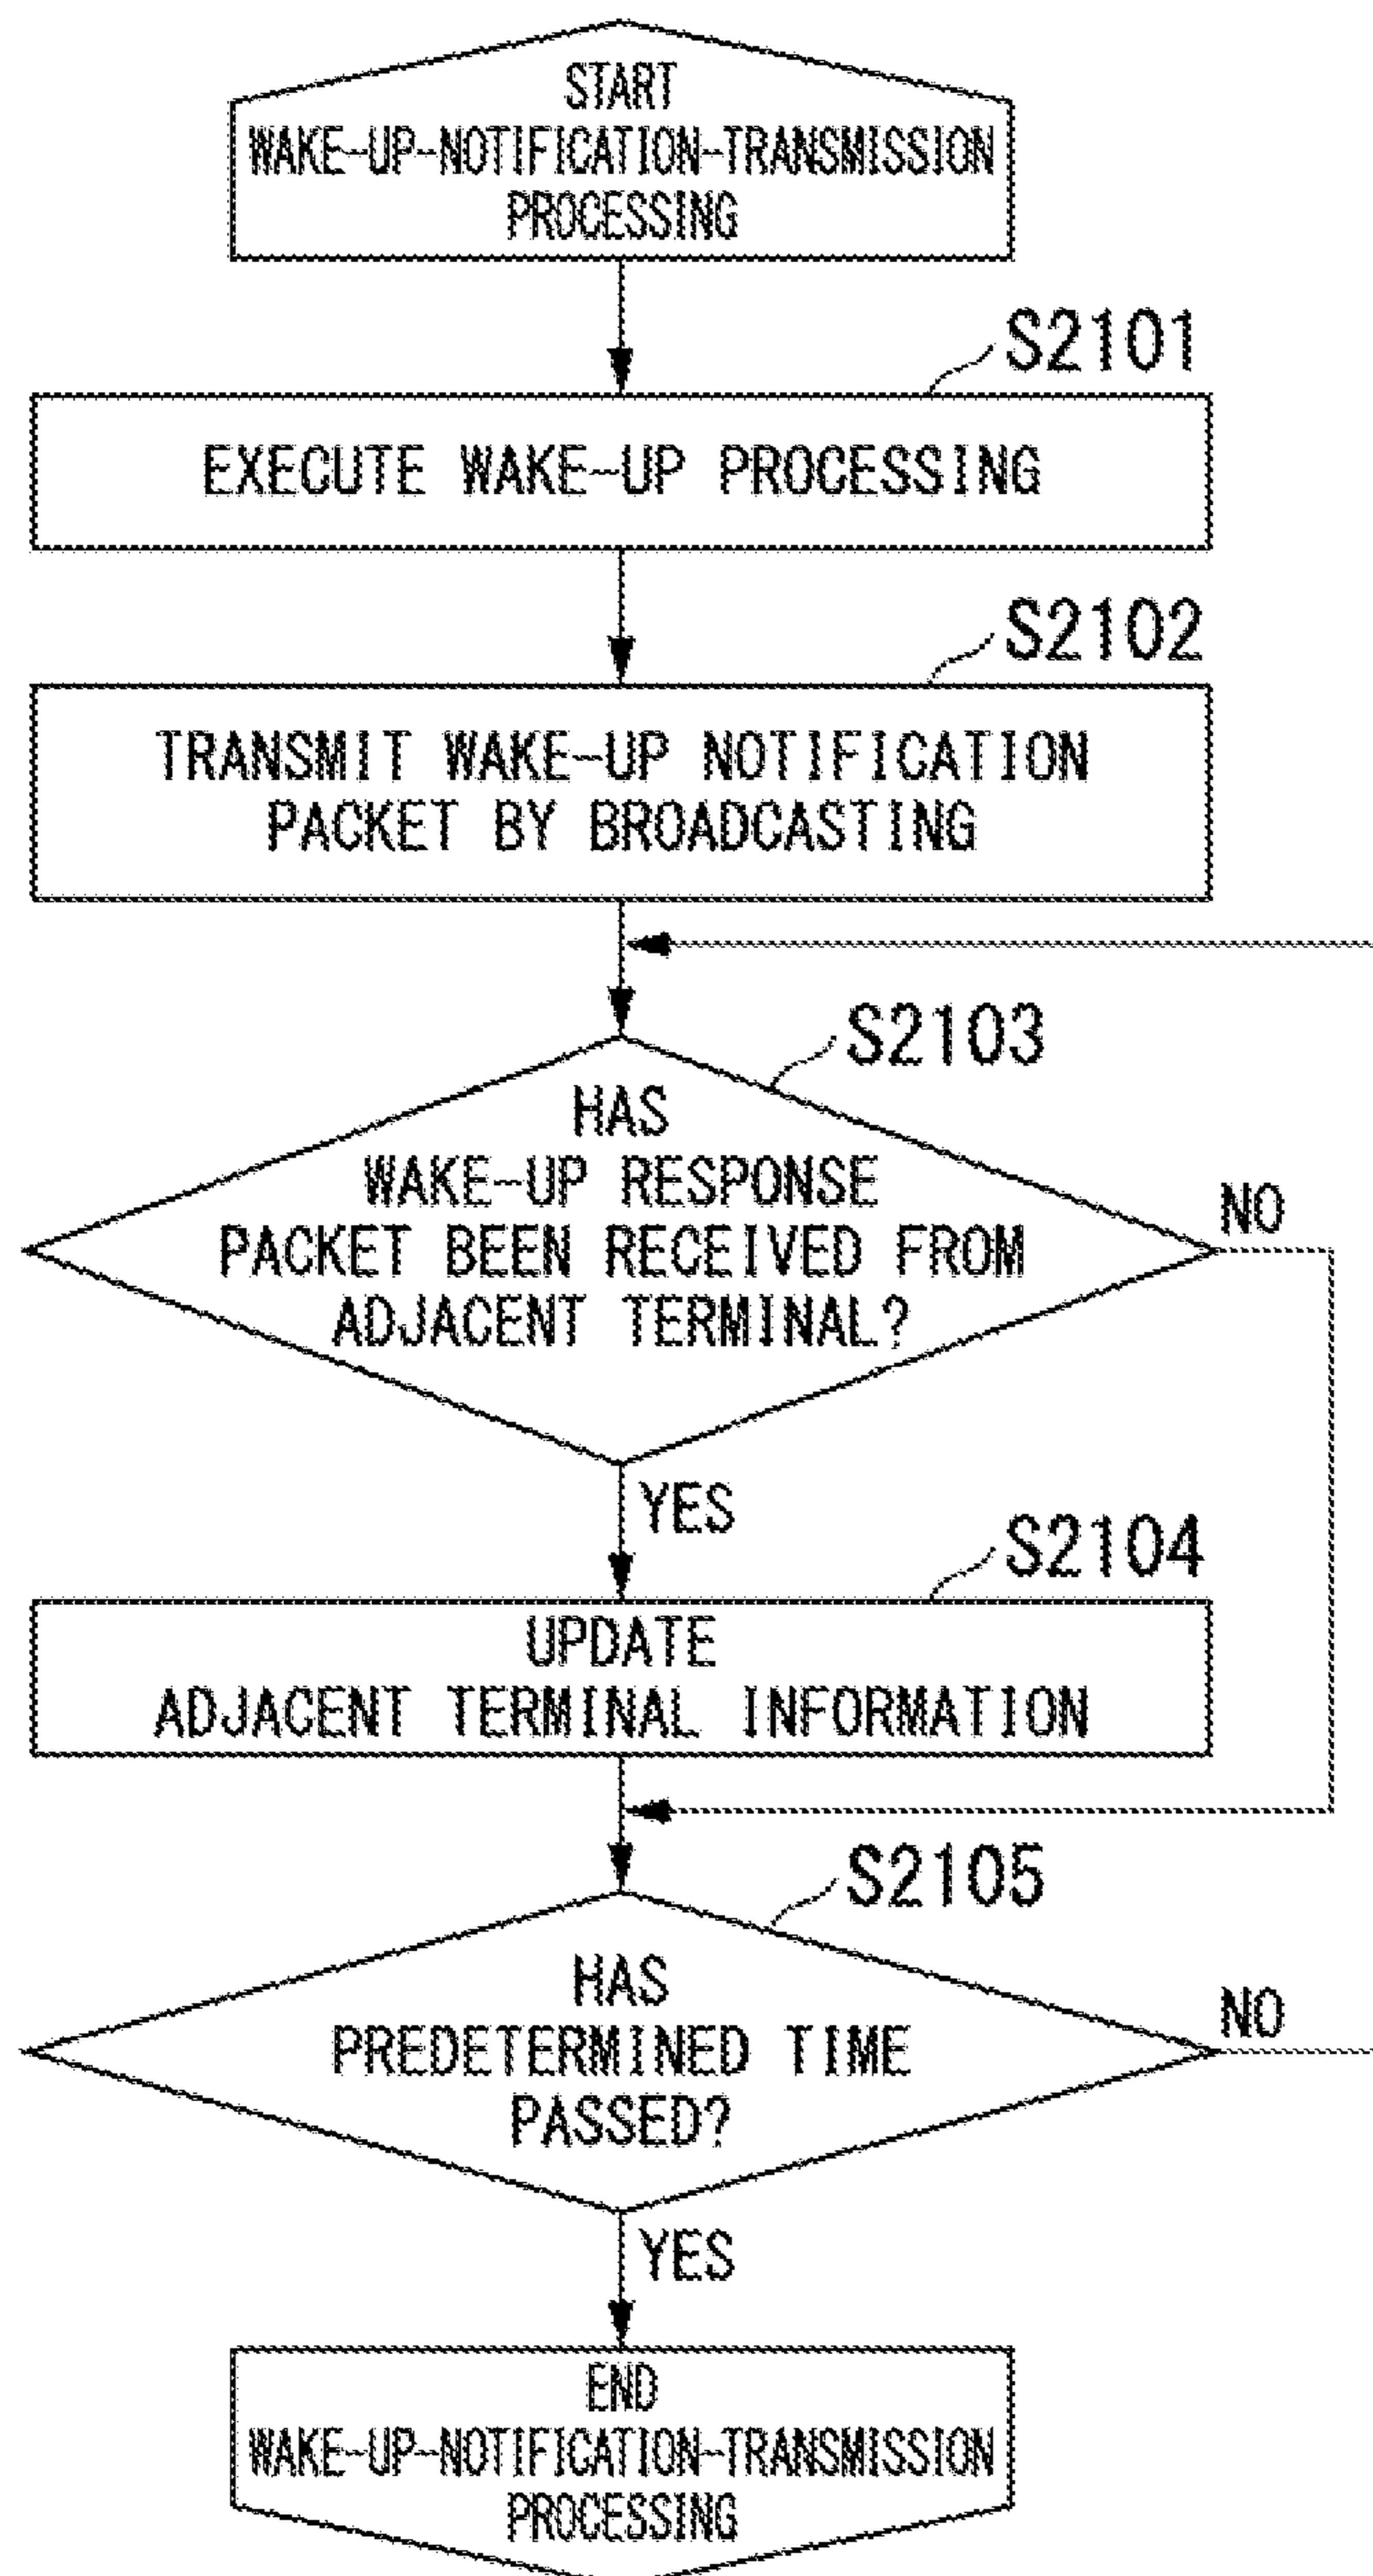 START
WAKE-UP-NOTIFICATION-TRANSMISSION
PROCESSING
S2101
EXECUTE WAKE-UP PROCESSING
S2102
TRANSMIT WAKE-UP NOTIFICATION
PACKET BY BROADCASTING
S2103
HAS
WAKE-UP RESPONSE
PACKET BEEN RECEIVED FROM
ADJACENT TERMINAL?
NO
YES
S2104
UPDATE
ADJACENT TERMINAL INFORMATION
S2105
HAS
PREDETERMINED TIME
PASSED?
NO
YES
END
WAKE-UP-NOTIFICATION-TRANSMISSION
PROCESSING